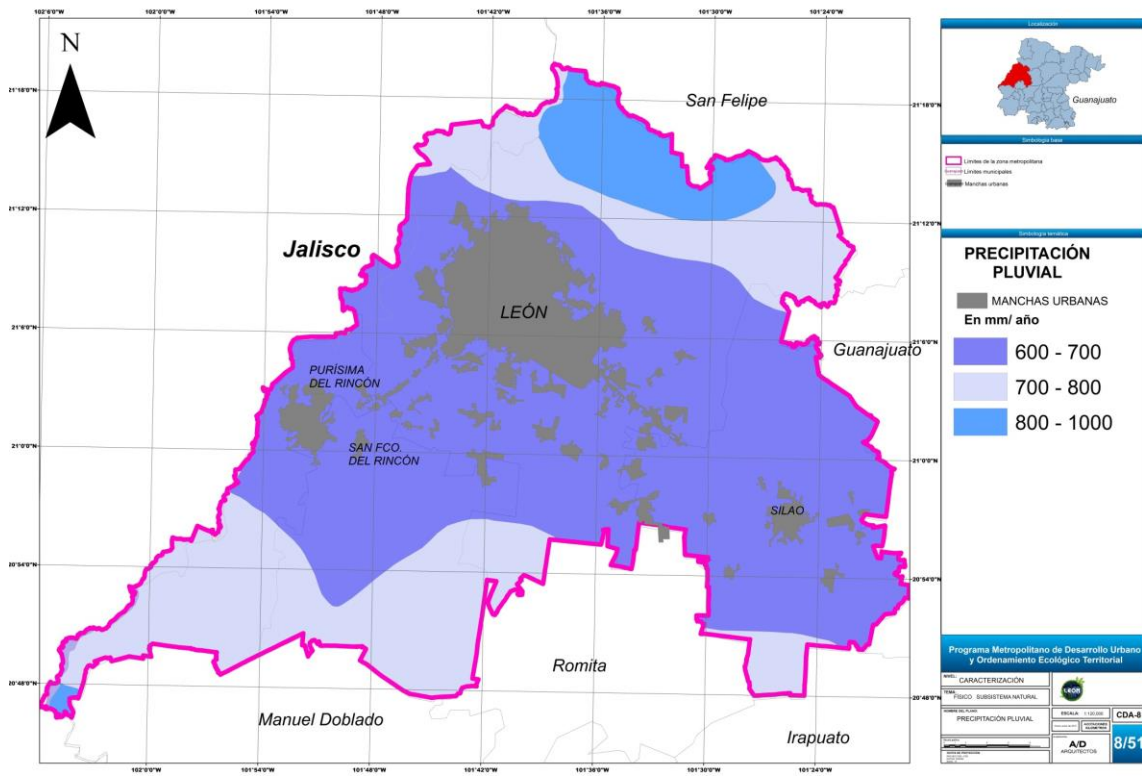 102°6'0"W
102°0'0"W
101°54'0"W
101°48'0"W
101°42'0"W
101°36'0"W
101°30'0"W
101°24'0"W
N
21°18'0"N
21°12'0"N
21°6'0"N
21°0'0"N
20°54'0"N
20°48'0"N
San Felipe
Jalisco
LEÓN
Guanajuato
PURÍSIMA
DEL RINCÓN
SAN FCO.
DEL RINCÓN
SILAO
Romita
Manuel Doblado
Irapuato
21°18'0"N
21°12'0"N
21°6'0"N
21°0'0"N
20°54'0"N
20°48'0"N
102°0'0"W
101°54'0"W
101°48'0"W
101°42'0"W
101°36'0"W
101°30'0"W
101°24'0"W
Localización
Guanajuato
Simbología base
Límites de la zona metropolitana
Límites municipales
Manchas urbanas
Simbología temática
PRECIPITACIÓN
PLUVIAL
MANCHAS URBANAS
En mm/ año
600 - 700
700 - 800
800 - 1000
Programa Metropolitano de Desarrollo Urbano
y Ordenamiento Ecológico Territorial
NIVEL:
CARACTERIZACIÓN
TEMA:
FÍSICO SUBSISTEMA NATURAL
NOMBRE DEL PLANO:
PRECIPITACIÓN PLUVIAL
LEÓN
ESCALA:
CDA-8
A/D
ARQUITECTOS
8/51